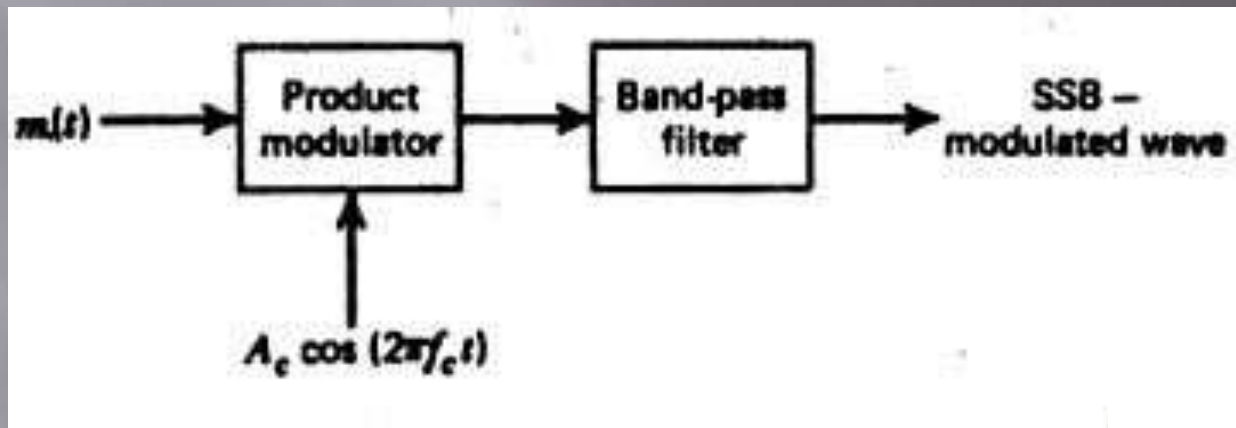 m(t)
Product
modulator
Band-pass
filter
SSB –
modulated wave
A_c cos (2πf_c t)